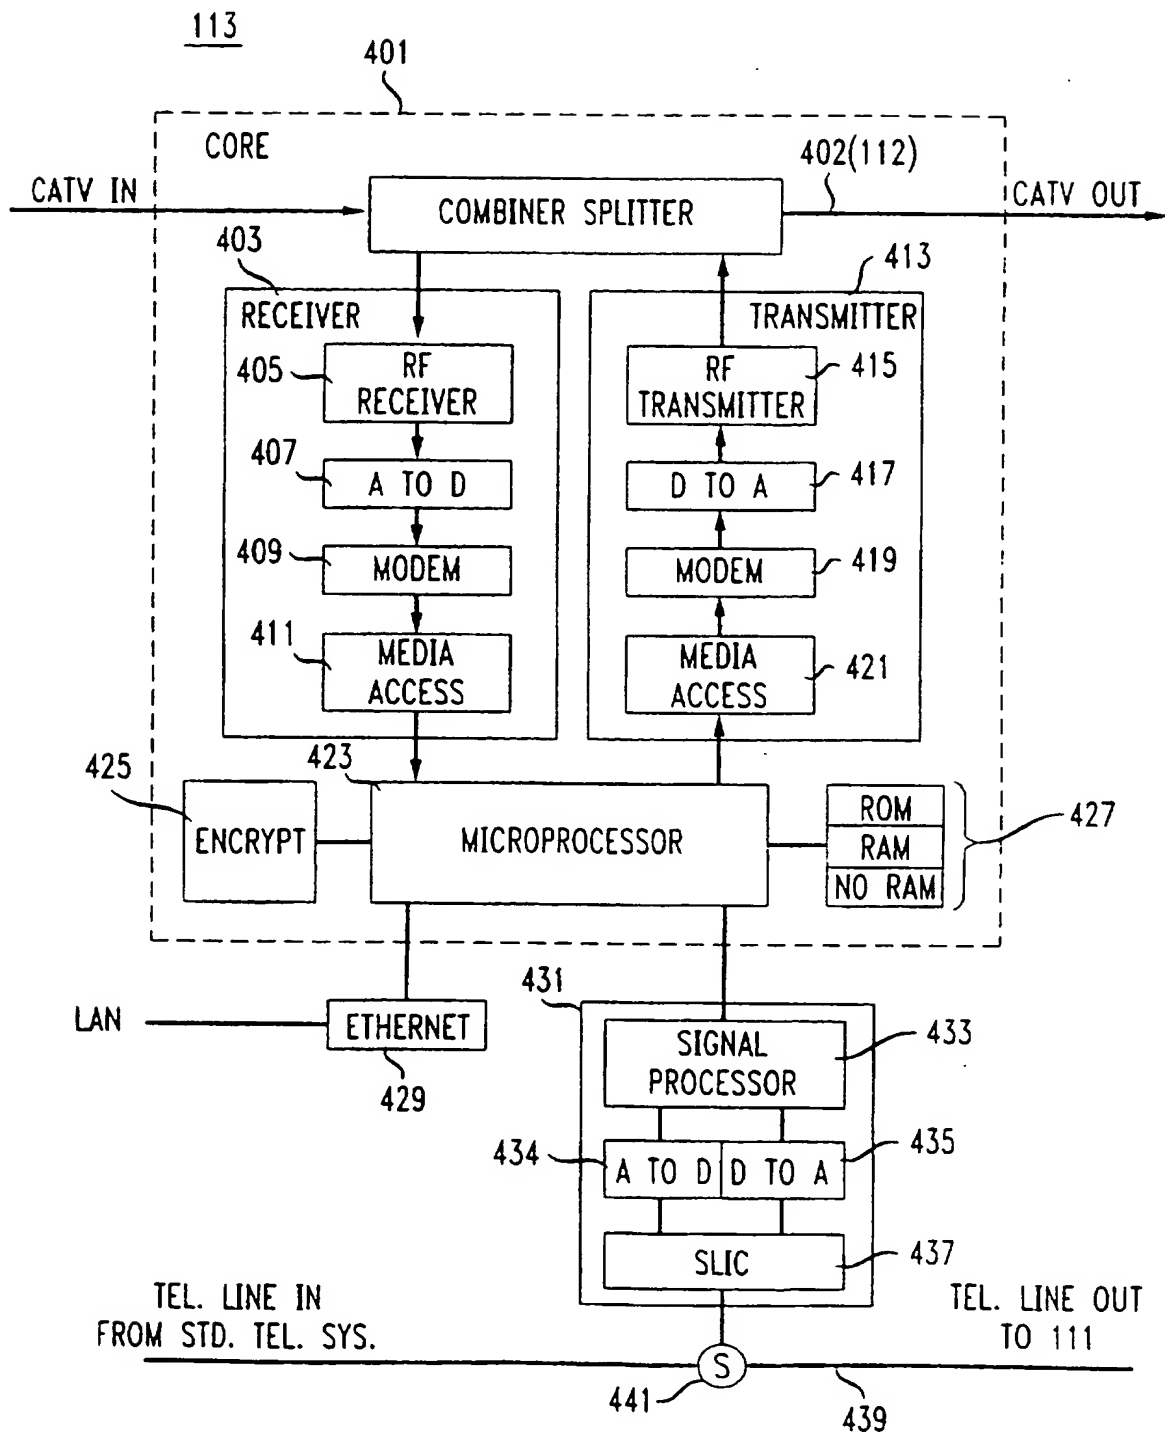 113
401
CORE
402(112)
CATV IN
CATV OUT
COMBINER SPLITTER
403
413
RECEIVER
TRANSMITTER
405
RF
RECEIVER
RF
TRANSMITTER
415
407
A TO D
D TO A
417
409
MODEM
MODEM
419
411
MEDIA
ACCESS
MEDIA
ACCESS
421
425
423
ENCRYPT
MICROPROCESSOR
ROM
RAM
NO RAM
427
LAN
ETHERNET
429
431
SIGNAL
PROCESSOR
433
434
A TO D
D TO A
435
SLIC
437
TEL. LINE IN
FROM STD. TEL. SYS.
TEL. LINE OUT
TO 111
S
441
439